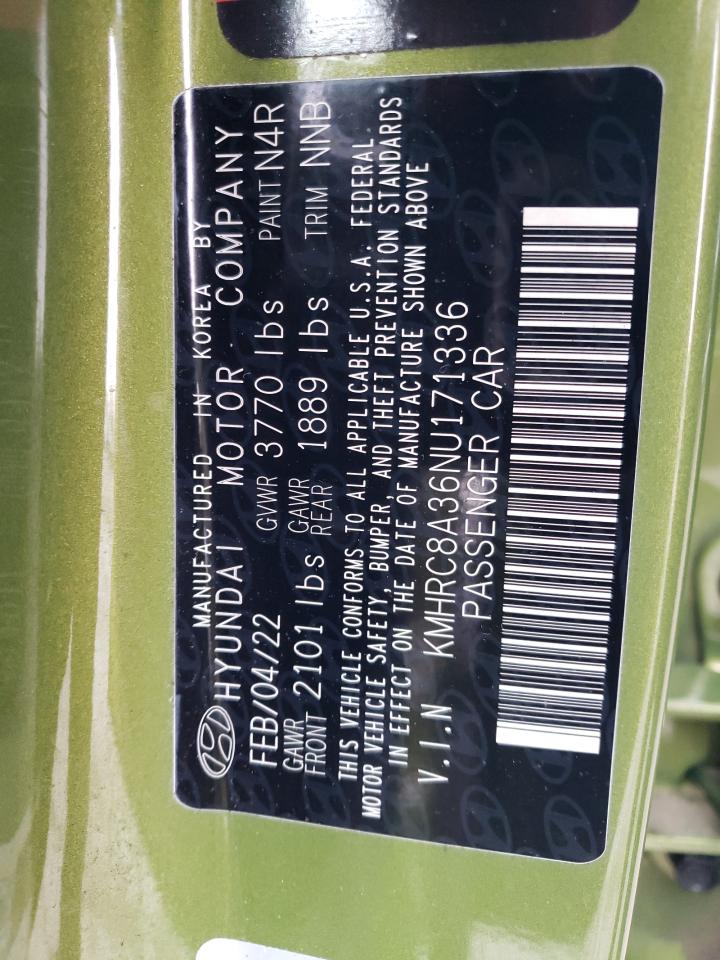 MANUFACTURED IN KOREA BY
HYUNDAI MOTOR COMPANY
FEB/04/22 GVWR 3770 lbs PAINT N4R
GAWR FRONT 2101 lbs GAWR REAR 1889 lbs TRIM NNB
THIS VEHICLE CONFORMS TO ALL APPLICABLE U.S.A. FEDERAL
MOTOR VEHICLE SAFETY, BUMPER, AND THEFT PREVENTION STANDARDS
IN EFFECT ON THE DATE OF MANUFACTURE SHOWN ABOVE
V.I.N KMHRC8A36NU171336
PASSENGER CAR